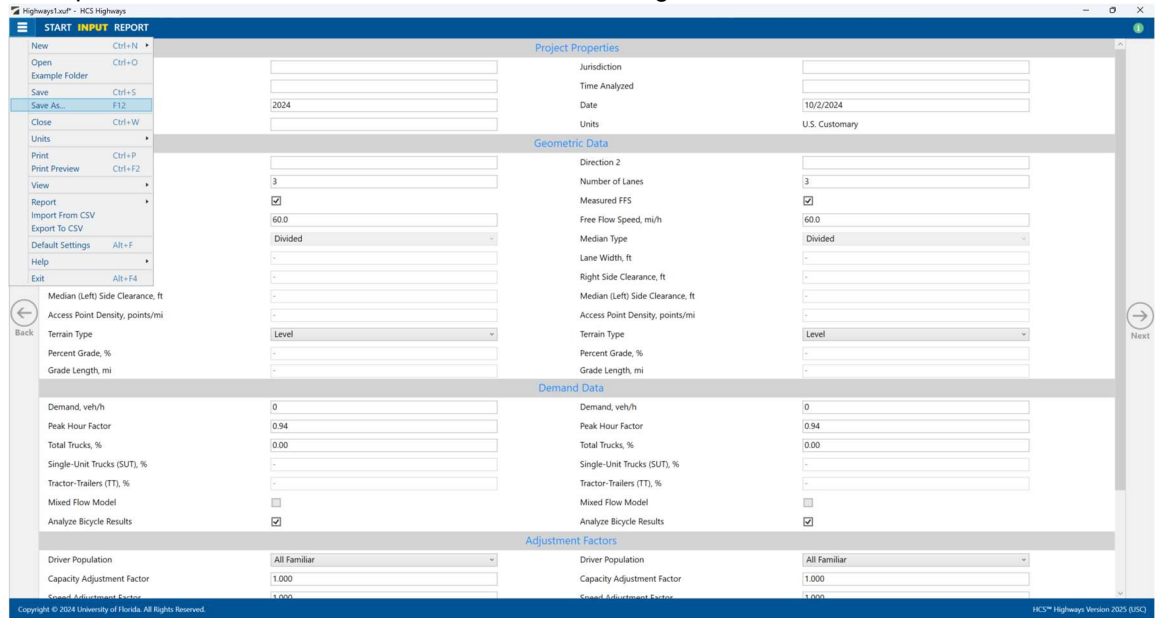 Highways1.xuf* - HCS Highways
START INPUT REPORT
New Ctrl+N
Open Ctrl+O
Example Folder
Save Ctrl+S
Save As... F12
Close Ctrl+W
Units
Print Ctrl+P
Print Preview Ctrl+F2
View
Report
Import From CSV
Export To CSV
Default Settings Alt+F
Help
Exit Alt+F4
Project Properties
Jurisdiction
Time Analyzed
2024 Date 10/2/2024
Units U.S. Customary
Geometric Data
Direction 2
3 Number of Lanes 3
Measured FFS
60.0 Free Flow Speed, mi/h 60.0
Divided Median Type Divided
- Lane Width, ft -
- Right Side Clearance, ft -
Median (Left) Side Clearance, ft - Median (Left) Side Clearance, ft -
Access Point Density, points/mi - Access Point Density, points/mi -
Back
Next
Terrain Type Level Terrain Type Level
Percent Grade, % - Percent Grade, % -
Grade Length, mi - Grade Length, mi -
Demand Data
Demand, veh/h 0 Demand, veh/h 0
Peak Hour Factor 0.94 Peak Hour Factor 0.94
Total Trucks, % 0.00 Total Trucks, % 0.00
Single-Unit Trucks (SUT), % - Single-Unit Trucks (SUT), % -
Tractor-Trailers (TT), % - Tractor-Trailers (TT), % -
Mixed Flow Model Mixed Flow Model
Analyze Bicycle Results Analyze Bicycle Results
Adjustment Factors
Driver Population All Familiar Driver Population All Familiar
Capacity Adjustment Factor 1.000 Capacity Adjustment Factor 1.000
Speed Adjustment Factor 1.000 Speed Adjustment Factor 1.000
Copyright © 2024 University of Florida. All Rights Reserved. HCS™ Highways Version 2025 (USC)